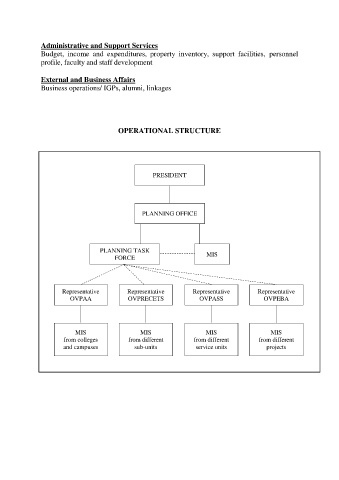 Administrative and Support Services
Budget, income and expenditures, property inventory, support facilities, personnel
profile, faculty and staff development
External and Business Affairs
Business operations/ IGPs, alumni, linkages
OPERATIONAL STRUCTURE
PRESIDENT
PLANNING OFFICE
PLANNING TASK
FORCE
MIS
Representative
OVPAA
Representative
OVPRECETS
Representative
OVPASS
Representative
OVPEBA
MIS
from colleges
and campuses
MIS
from different
sub-units
MIS
from different
service units
MIS
from different
projects